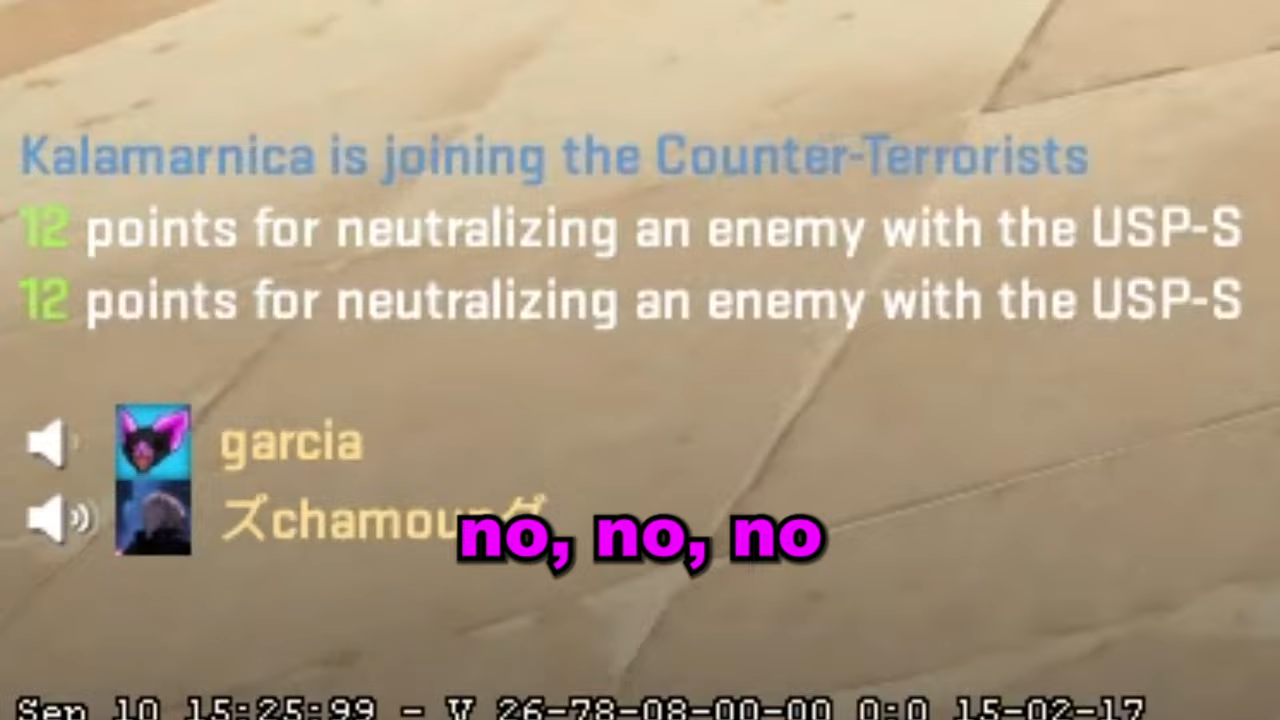 Kalamarnica is joining the Counter-Terrorists
12 points for neutralizing an enemy with the USP-S
12 points for neutralizing an enemy with the USP-S
garcia
no, no, no